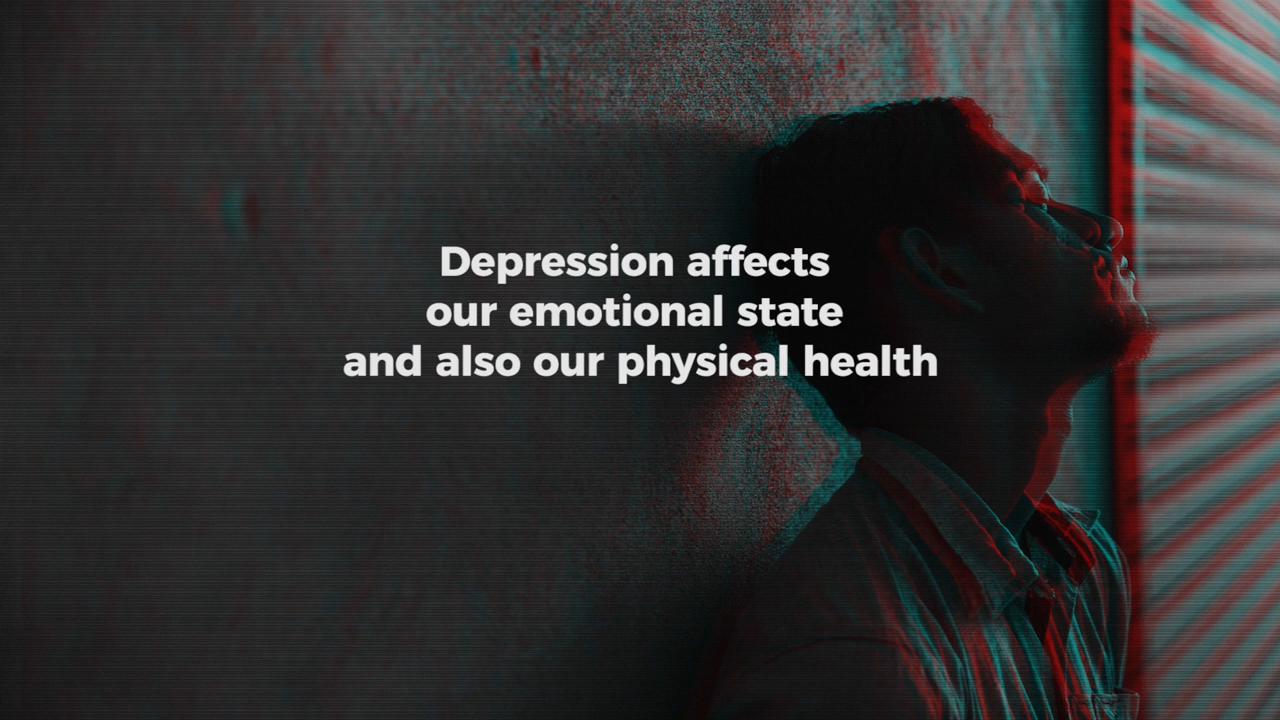 Depression affects
our emotional state
and also our physical health